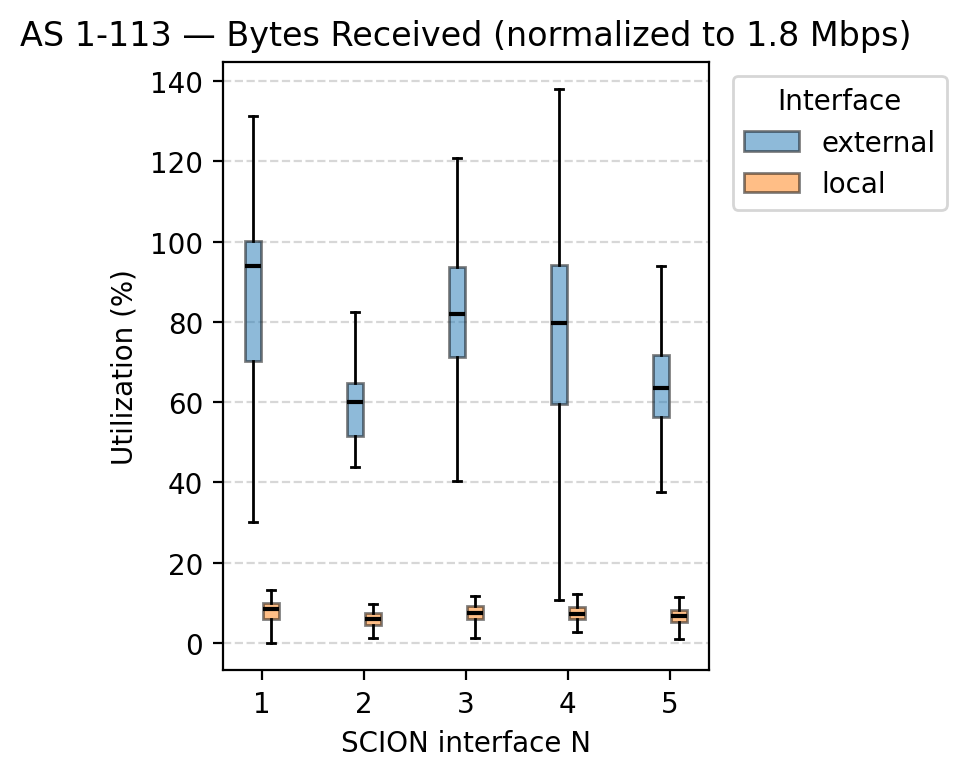 AS 1-113 — Bytes Received (normalized to 1.8 Mbps)
Utilization (%)
140
120
100
80
60
40
20
0
1 2 3 4 5
SCION interface N
Interface
external
local